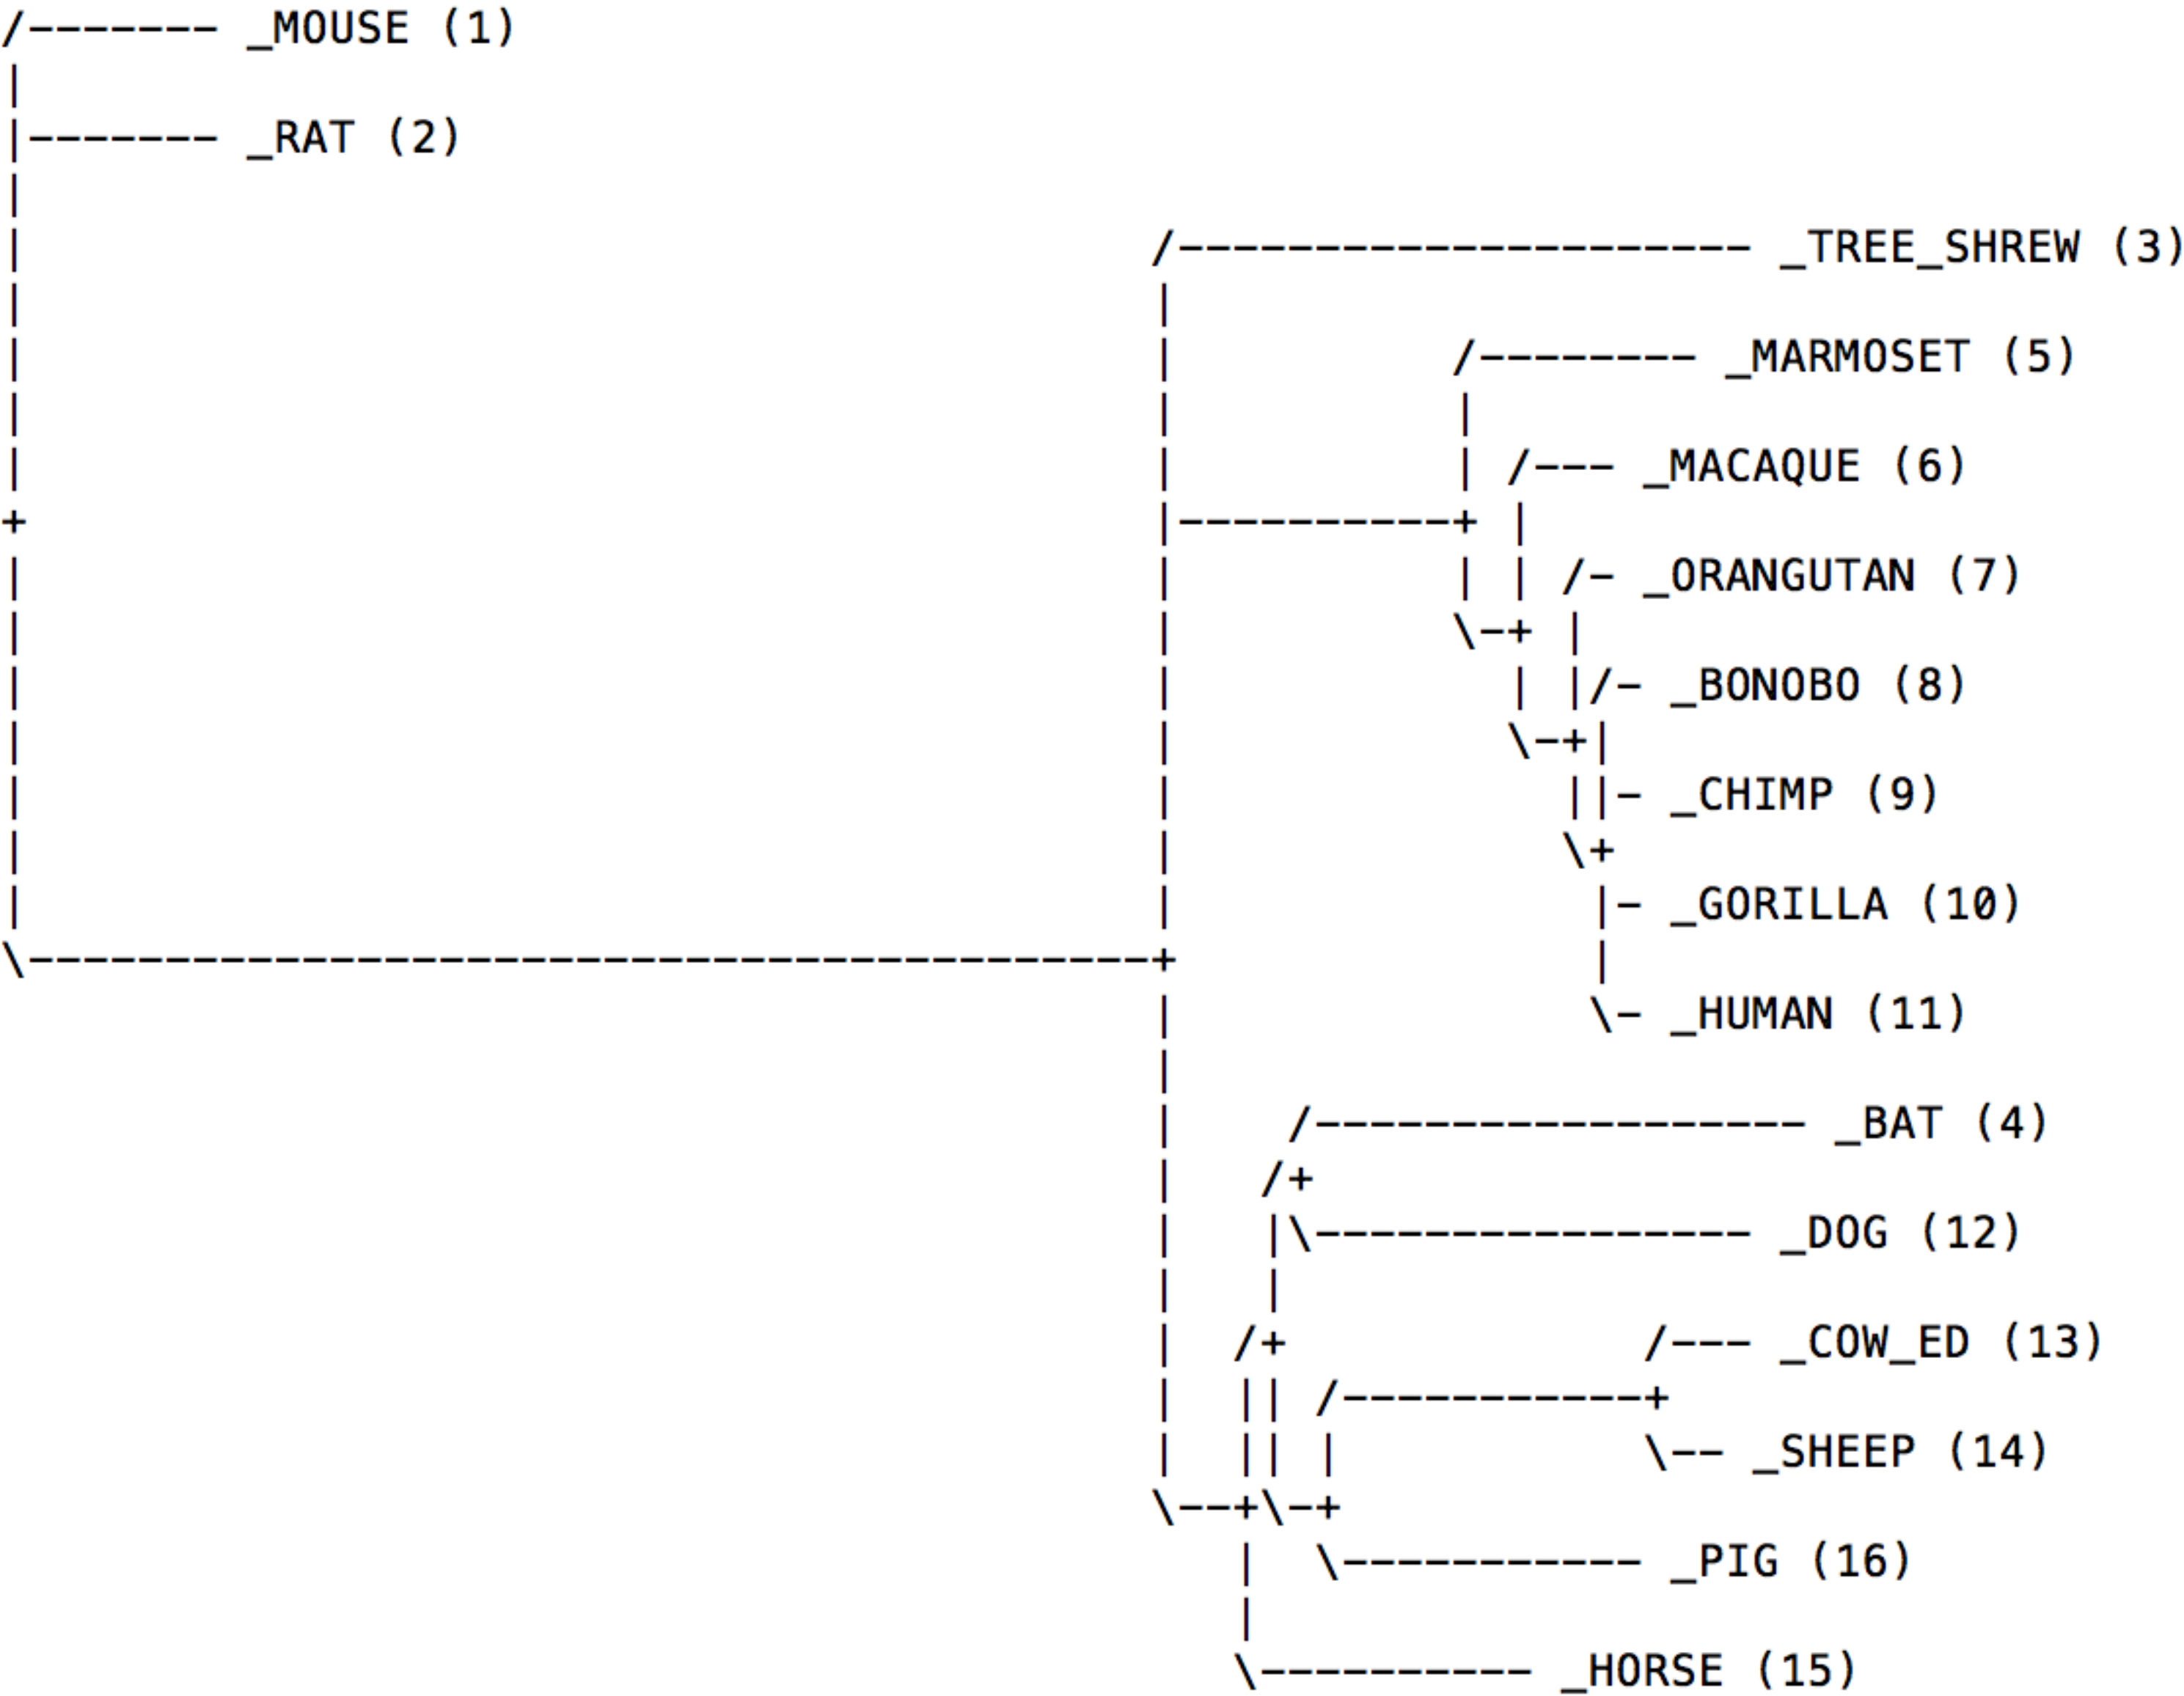 /------- _MOUSE (1)
|
|------- _RAT (2)
|
|                                         /--------------------- _TREE_SHREW (3)
|                                         |
|                                         |          /-------- _MARMOSET (5)
|                                         |          |
|                                         |          | /--- _MACAQUE (6)
+                                         |----------+ |
|                                         |          | | /- _ORANGUTAN (7)
|                                         |          \-+ |
|                                         |            | |/- _BONOBO (8)
|                                         |            \-+|
|                                         |              ||- _CHIMP (9)
|                                         |              \+
|                                         |               |- _GORILLA (10)
\-----------------------------------------+               |
                                          |               \- _HUMAN (11)
                                          |
                                          |    /------------------ _BAT (4)
                                          |   /+
                                          |   |\---------------- _DOG (12)
                                          |   |
                                          |  /+             /--- _COW_ED (13)
                                          |  || /-----------+
                                          |  || |           \-- _SHEEP (14)
                                          \--+\-+
                                             |  \----------- _PIG (16)
                                             |
                                             \---------- _HORSE (15)